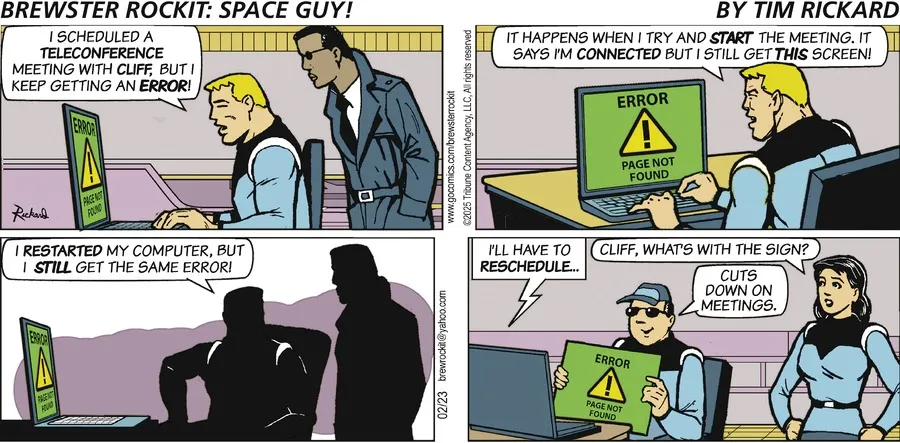 BREWSTER ROCKIT: SPACE GUY!
BY TIM RICKARD
I SCHEDULED A
TELECONFERENCE
MEETING WITH CLIFF, BUT I
KEEP GETTING AN ERROR!
ERROR
!
PAGE NOT
FOUND
Rickard
www.gocomics.com/brewsterrockit
©2025 Tribune Content Agency, LLC, All rights reserved
IT HAPPENS WHEN I TRY AND START THE MEETING. IT
SAYS I'M CONNECTED BUT I STILL GET THIS SCREEN!
ERROR
!
PAGE NOT
FOUND
I RESTARTED MY COMPUTER, BUT
I STILL GET THE SAME ERROR!
ERROR
!
PAGE NOT
FOUND
02/23 brewrockit@yahoo.com
I'LL HAVE TO
RESCHEDULE...
CLIFF, WHAT'S WITH THE SIGN?
CUTS
DOWN ON
MEETINGS.
ERROR
!
PAGE NOT
FOUND